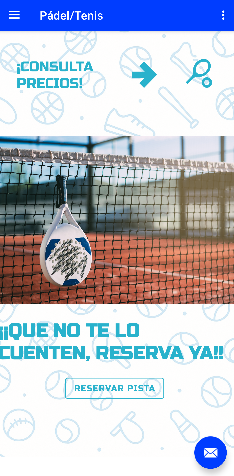 Pádel/Tenis
¡CONSULTA
PRECIOS!
¡¡QUE NO TE LO
CUENTEN, RESERVA YA!!
RESERVAR PISTA